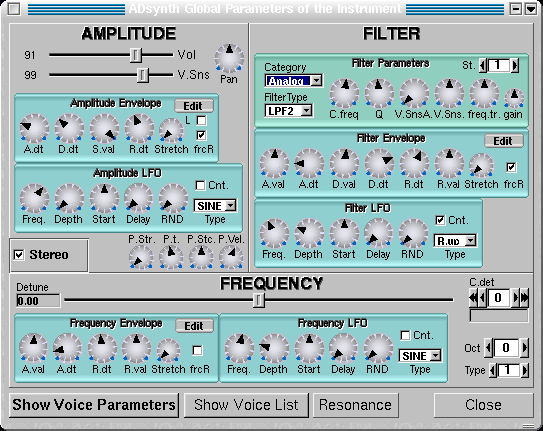 ADsynth Global Parameters of the Instrument
AMPLITUDE
91 Vol
99 V.Sns
Pan
Amplitude Envelope Edit
L
A.dt D.dt S.val R.dt Stretch frcR
Amplitude LFO
Cnt.
SINE
Freq. Depth Start Delay RND Type
Stereo
P.Str. P.t. P.Stc. P.Vel.
FILTER
Category
Analog
FilterType
LPF2
Filter Parameters St. 1
C.freq Q V.SnsA. V.Sns. freq.tr. gain
Filter Envelope Edit
A.val A.dt D.val D.dt R.dt R.val Stretch frcR
Filter LFO
Cnt.
R.up
Freq. Depth Start Delay RND Type
FREQUENCY
Detune
0.00
C.det
0
Oct 0
Type 1
Frequency Envelope Edit
A.val A.dt R.dt R.val Stretch frcR
Frequency LFO
Cnt.
SINE
Freq. Depth Start Delay RND Type
Show Voice Parameters Show Voice List Resonance Close